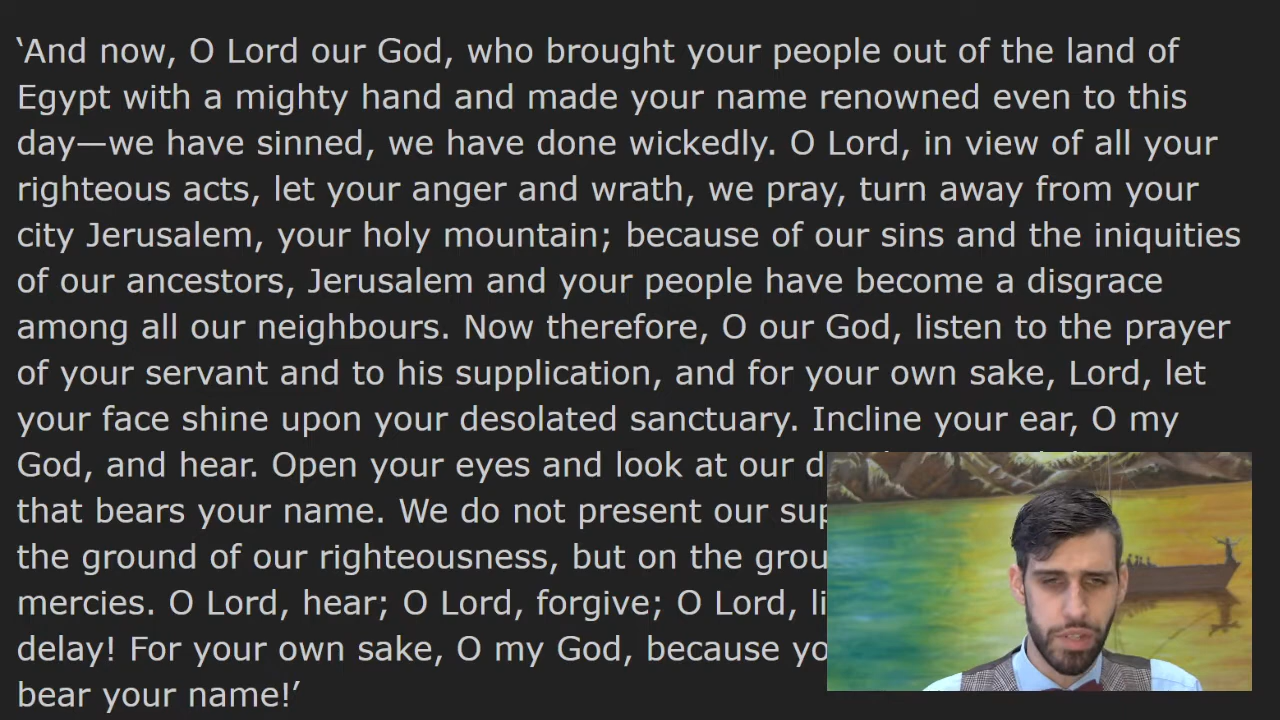 ‘And now, O Lord our God, who brought your people out of the land of
Egypt with a mighty hand and made your name renowned even to this
day—we have sinned, we have done wickedly. O Lord, in view of all your
righteous acts, let your anger and wrath, we pray, turn away from your
city Jerusalem, your holy mountain; because of our sins and the iniquities
of our ancestors, Jerusalem and your people have become a disgrace
among all our neighbours. Now therefore, O our God, listen to the prayer
of your servant and to his supplication, and for your own sake, Lord, let
your face shine upon your desolated sanctuary. Incline your ear, O my
God, and hear. Open your eyes and look at our
that bears your name. We do not present our
the ground of our righteousness, but on the
mercies. O Lord, hear; O Lord, forgive; O Lord,
delay! For your own sake, O my God, because
bear your name!’